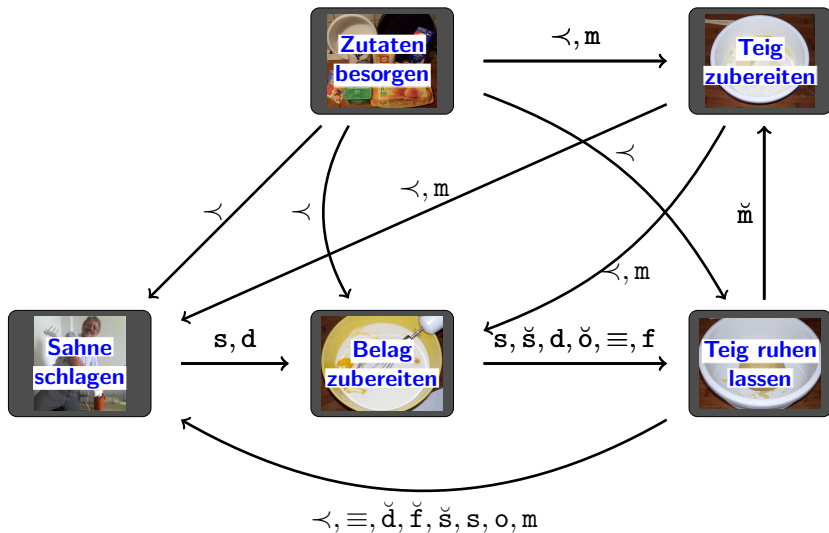 Zutaten
besorgen
≺, m
Teig
zubereiten
≺
≺, m
≺
≺
m̆
≺, m
Sahne
schlagen
s, d
Belag
zubereiten
s, s̆, d, ŏ, ≡, f
Teig ruhen
lassen
≺, ≡, d̆, f̆, s̆, s, o, m